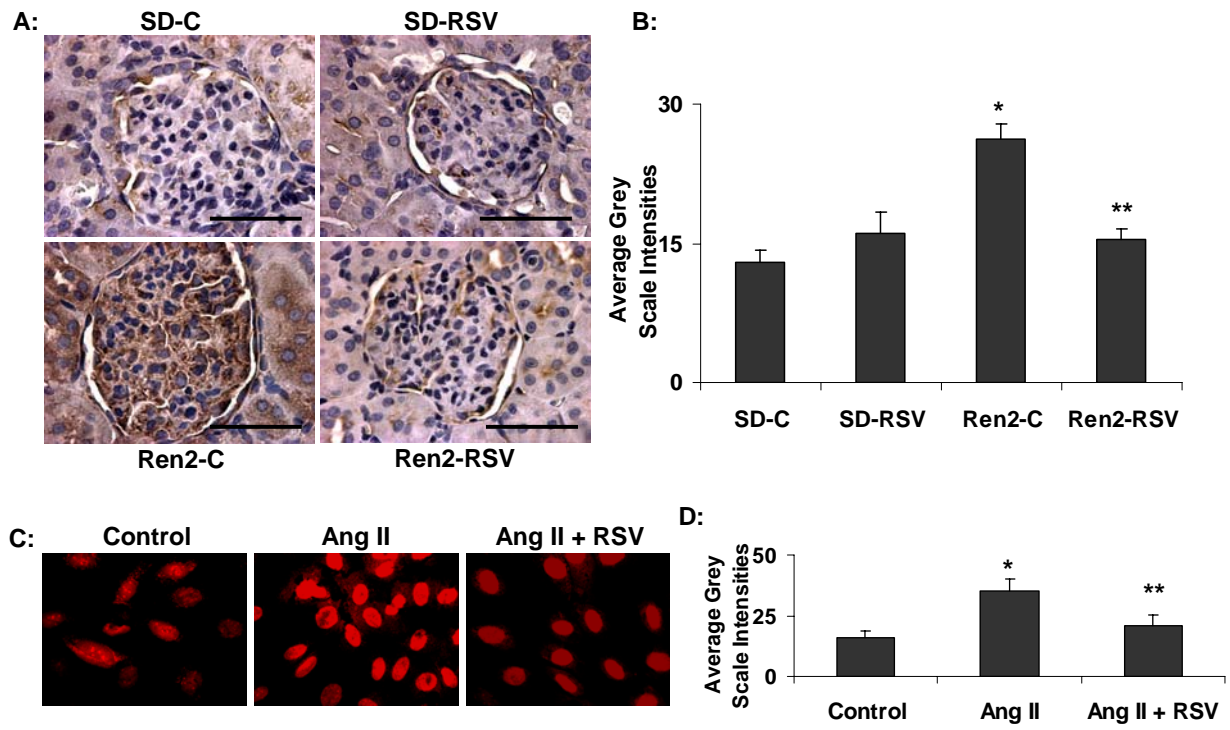 A:
SD-C
SD-RSV
Ren2-C
Ren2-RSV
B:
Average Grey
Scale Intensities
30
15
0
*
**
SD-C SD-RSV Ren2-C Ren2-RSV
C:
Control
Ang II
Ang II + RSV
D:
Average Grey
Scale Intensities
50
25
0
*
**
Control Ang II Ang II + RSV